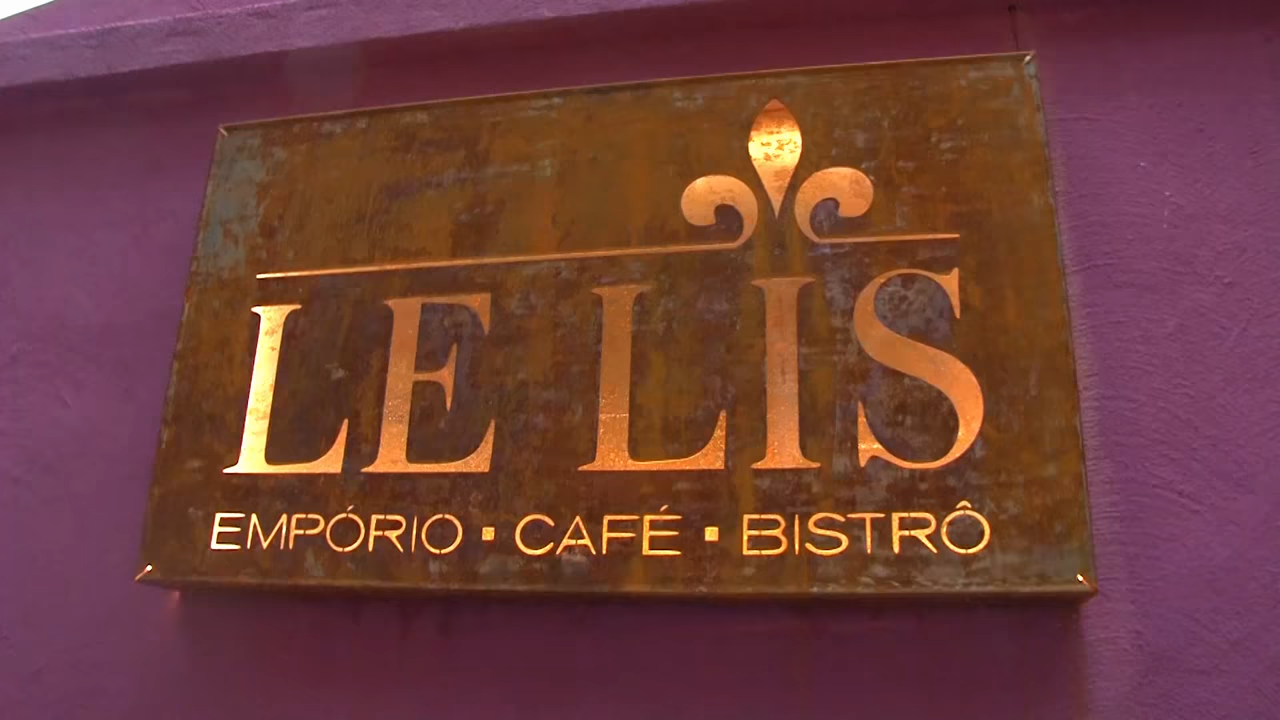 LE LIS
EMPÓRIO ▪ CAFÉ ▪ BISTRÔ